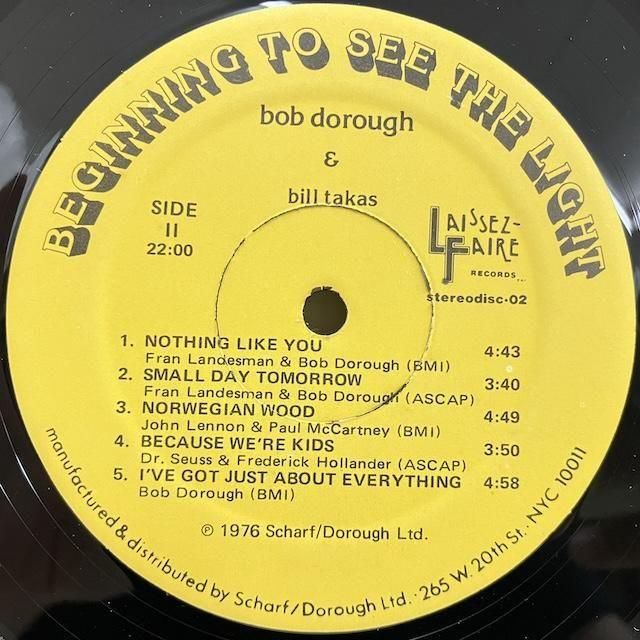 BEGINNING TO SEE THE LIGHT
bob dorough
&
bill takas
SIDE
II
22:00
LAISSEZ-
FAIRE
RECORDS
stereodisc·02
1. NOTHING LIKE YOU 4:43
Fran Landesman & Bob Dorough (BMI)
2. SMALL DAY TOMORROW 3:40
Fran Landesman & Bob Dorough (ASCAP)
3. NORWEGIAN WOOD 4:49
John Lennon & Paul McCartney (BMI)
4. BECAUSE WE'RE KIDS 3:50
Dr. Seuss & Frederick Hollander (ASCAP)
5. I'VE GOT JUST ABOUT EVERYTHING 4:58
Bob Dorough (BMI)
℗ 1976 Scharf/Dorough Ltd.
manufactured & distributed by Scharf/Dorough Ltd. · 265 W. 20th St. · NYC 10011